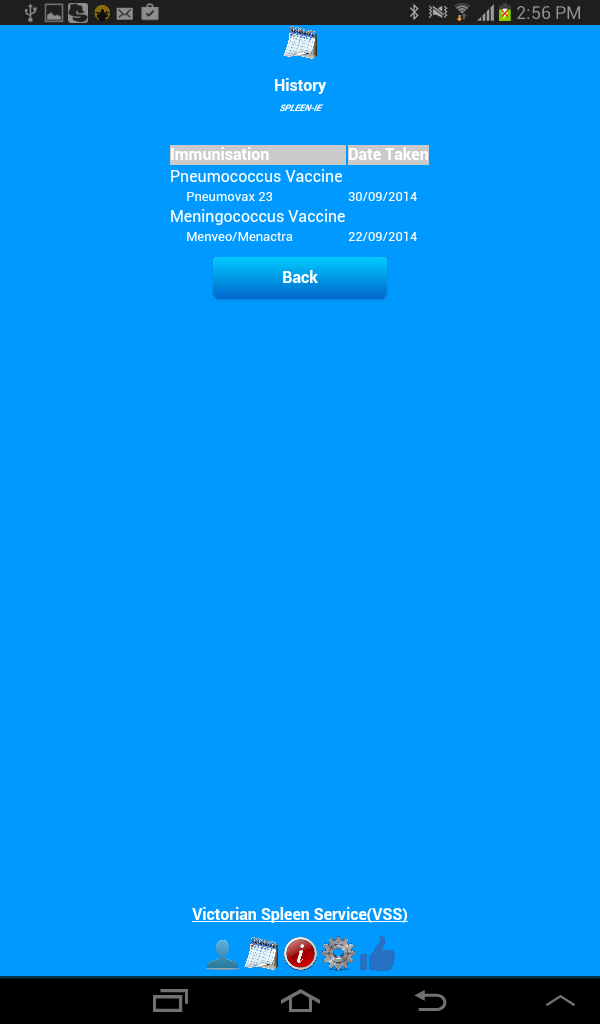 2:56 PM
History
SPLEEN-IE
Immunisation Date Taken
Pneumococcus Vaccine
Pneumovax 23 30/09/2014
Meningococcus Vaccine
Menveo/Menactra 22/09/2014
Back
Victorian Spleen Service(VSS)
i